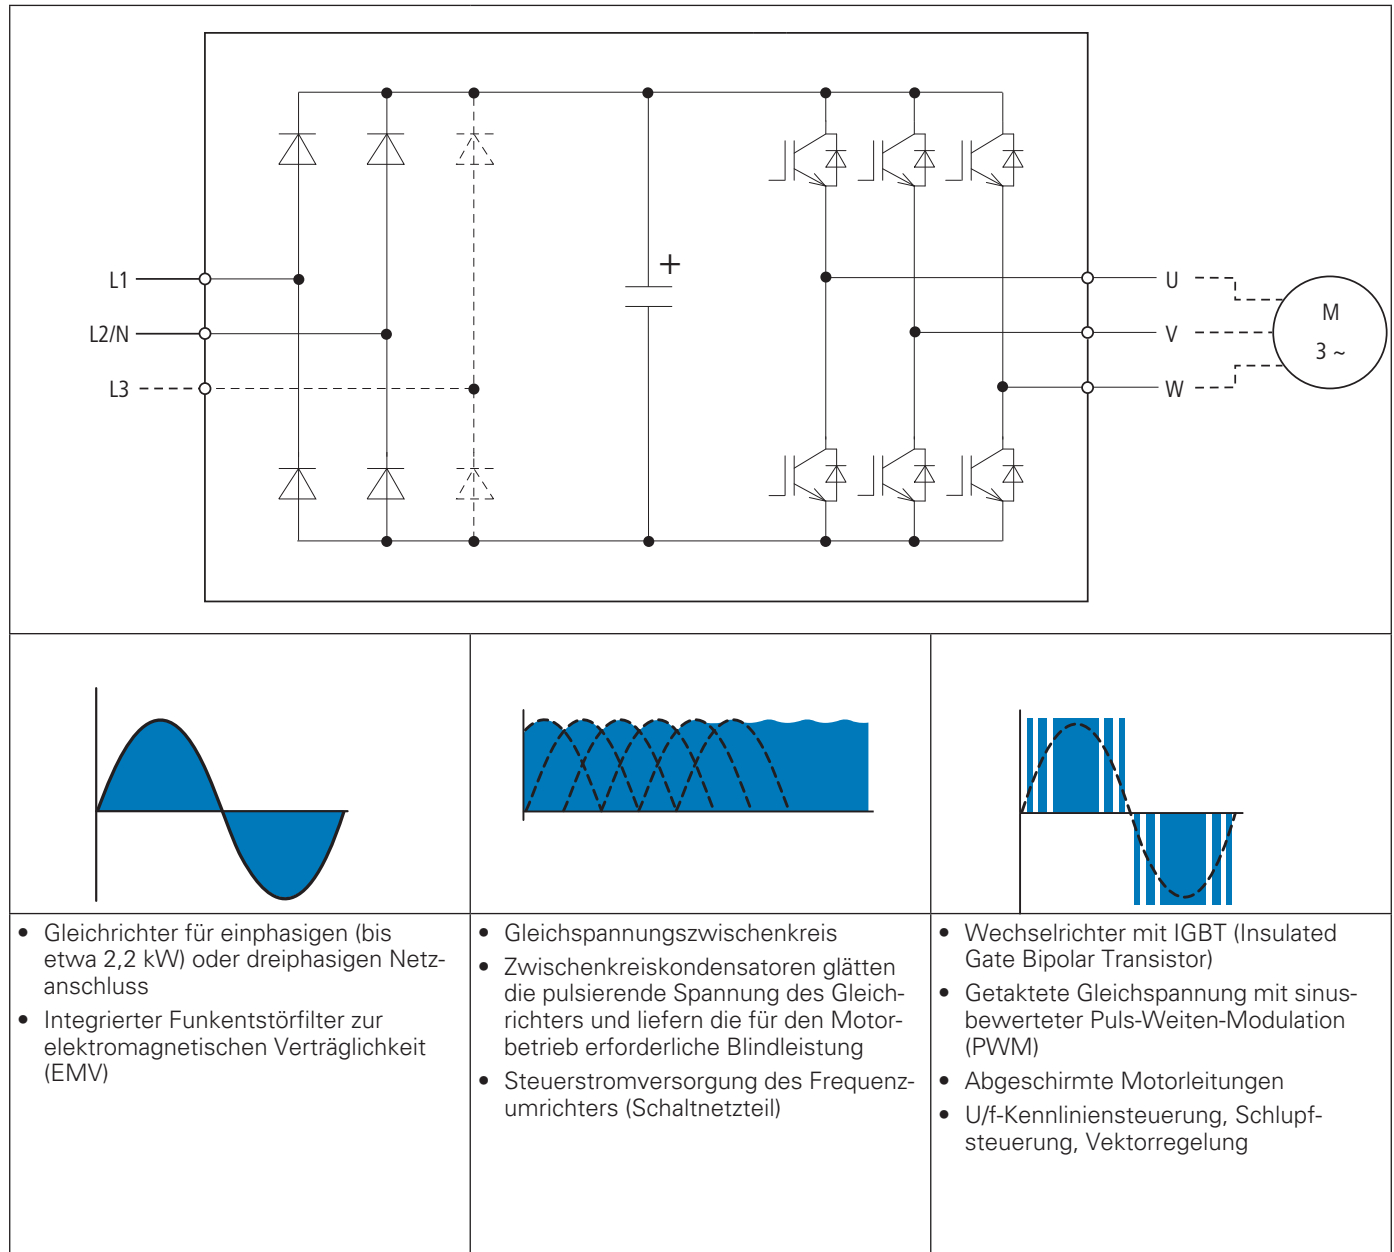 +
L1
L2/N
L3
U
V
W
M
3 ~
• Gleichrichter für einphasigen (bis
etwa 2,2 kW) oder dreiphasigen Netz-
anschluss
• Integrierter Funkentstörfilter zur
elektromagnetischen Verträglichkeit
(EMV)
• Gleichspannungszwischenkreis
• Zwischenkreiskondensatoren glätten
die pulsierende Spannung des Gleich-
richters und liefern die für den Motor-
betrieb erforderliche Blindleistung
• Steuerstromversorgung des Frequenz-
umrichters (Schaltnetzteil)
• Wechselrichter mit IGBT (Insulated
Gate Bipolar Transistor)
• Getaktete Gleichspannung mit sinus-
bewerteter Puls-Weiten-Modulation
(PWM)
• Abgeschirmte Motorleitungen
• U/f-Kennliniensteuerung, Schlupf-
steuerung, Vektorregelung